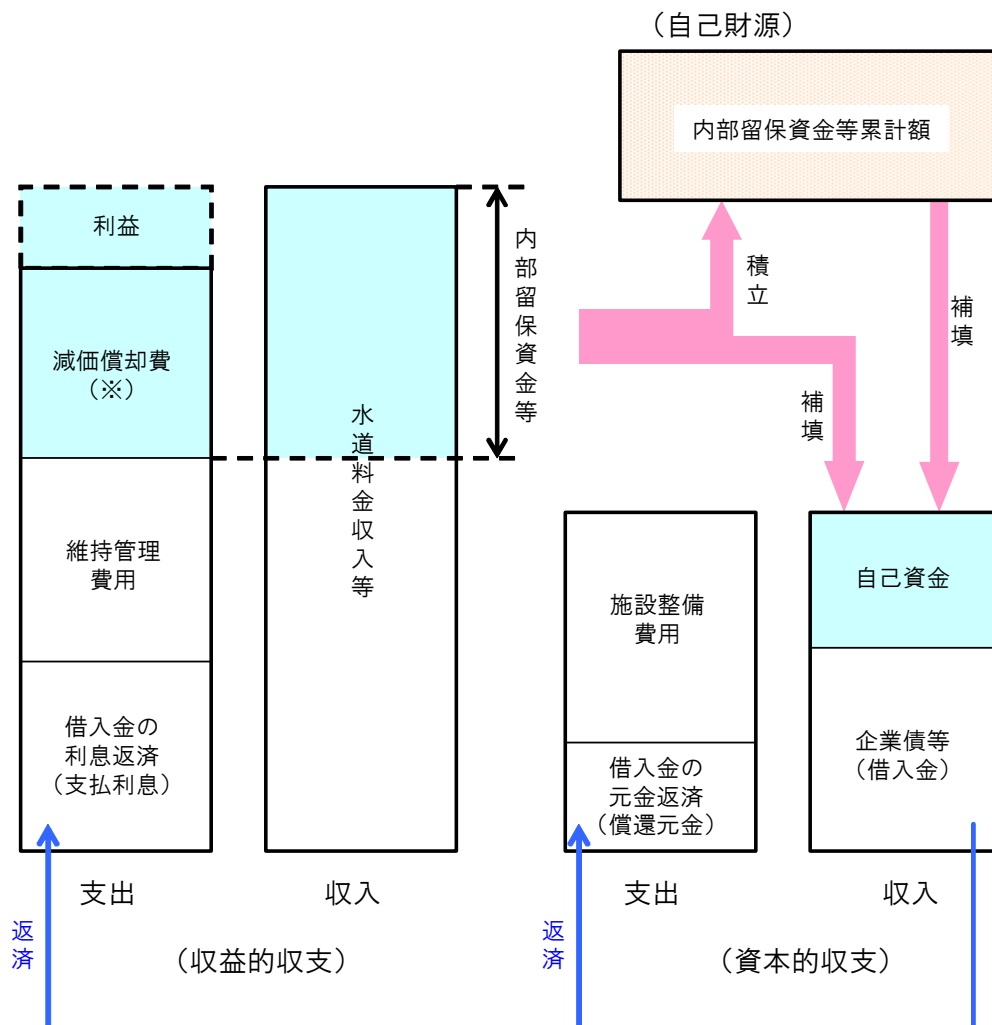 （自己財源）
内部留保資金等累計額
利益
減価償却費
（※）
維持管理
費用
借入金の
利息返済
（支払利息）
水道料金収入等
内部留保資金等
積立
補填
補填
施設整備
費用
借入金の
元金返済
（償還元金）
自己資金
企業債等
（借入金）
支出
収入
支出
収入
返済
（収益的収支）
返済
（資本的収支）